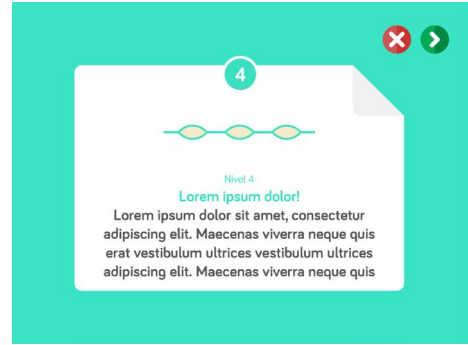 4
Nivel 4
Lorem ipsum dolor!
Lorem ipsum dolor sit amet, consectetur
adipiscing elit. Maecenas viverra neque quis
erat vestibulum ultrices vestibulum ultrices
adipiscing elit. Maecenas viverra neque quis